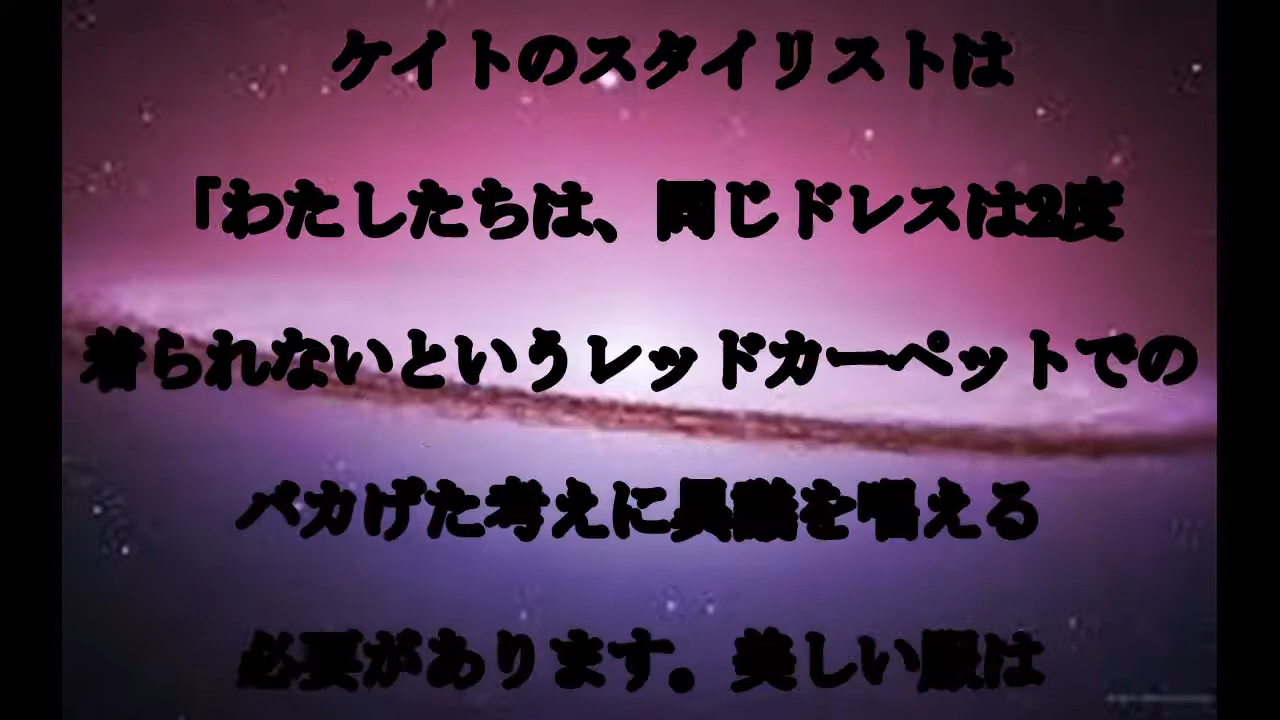 ケイトのスタイリストは
「わたしたちは、同じドレスは2度
着られないというレッドカーペットでの
バカげた考えに異議を唱える
必要があります。美しい服は